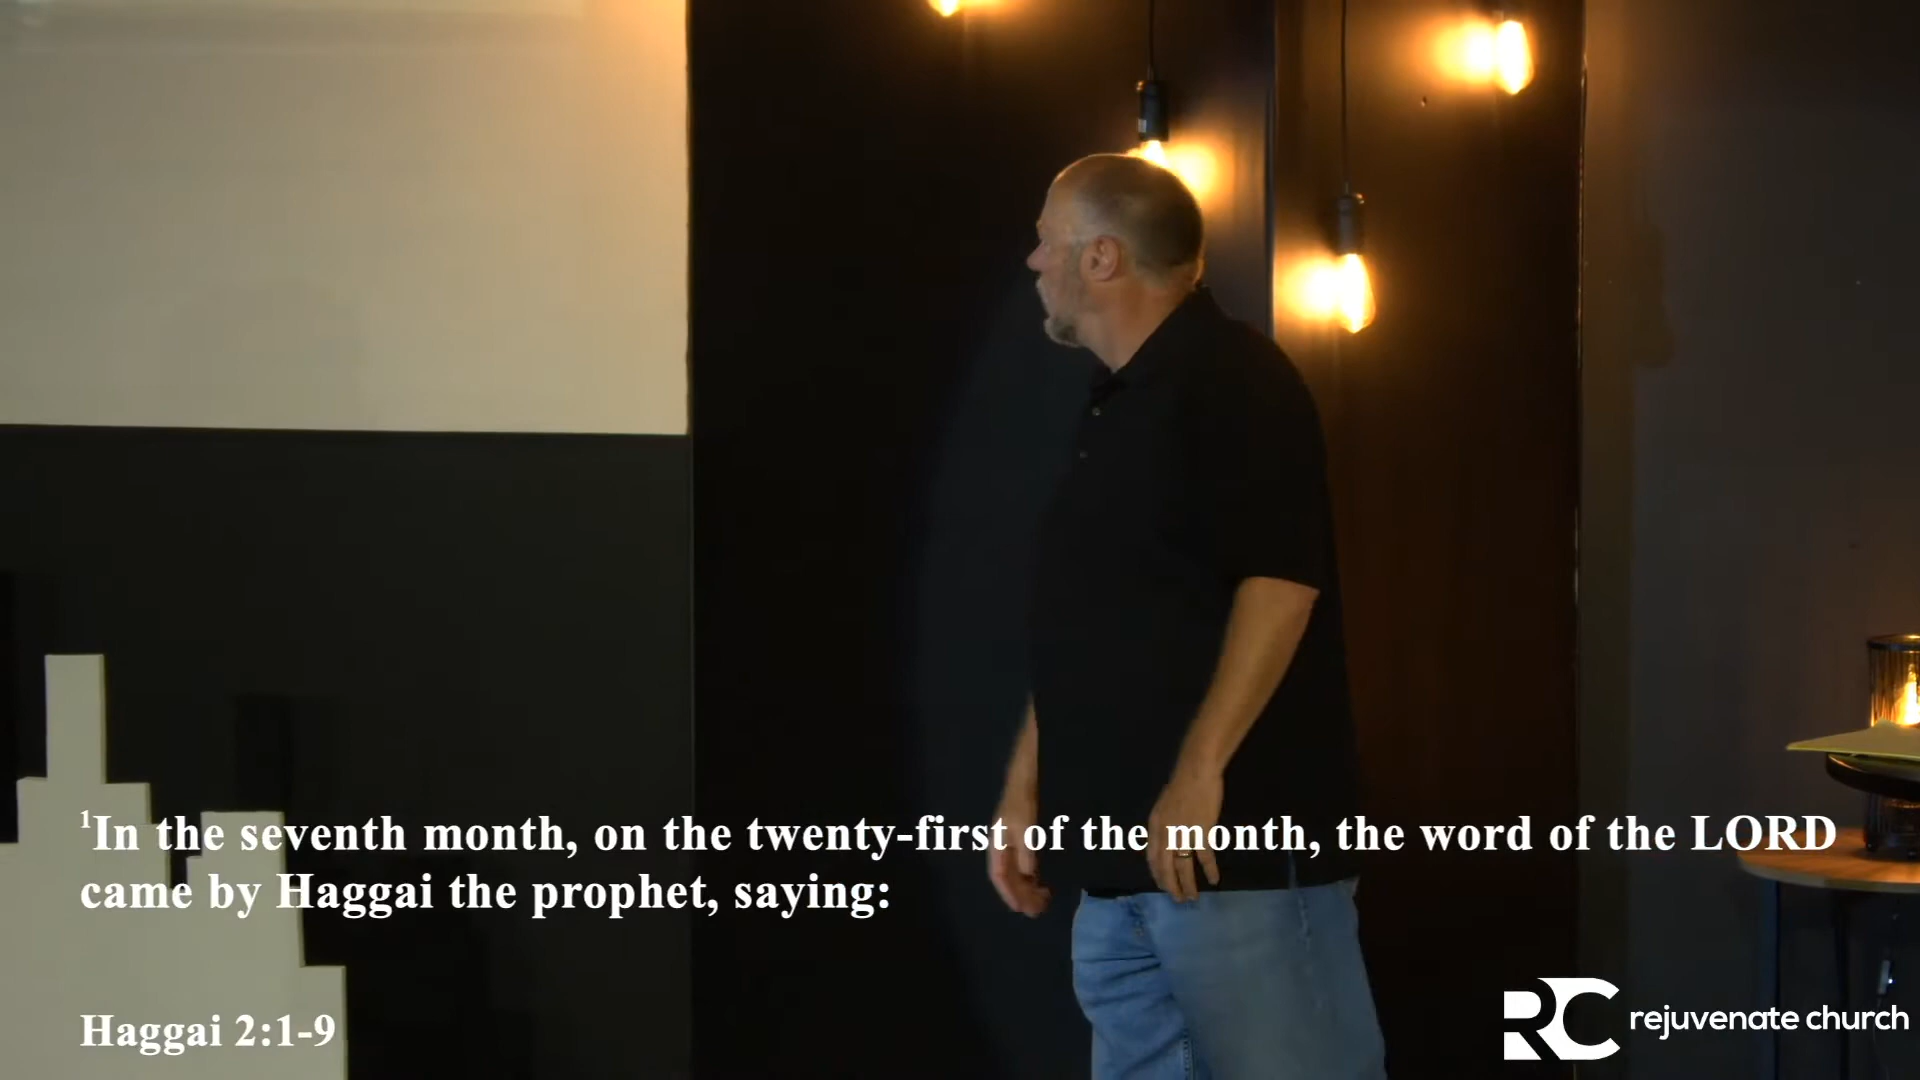 ¹In the seventh month, on the twenty-first of the month, the word of the LORD
came by Haggai the prophet, saying:
Haggai 2:1-9
RC rejuvenate church